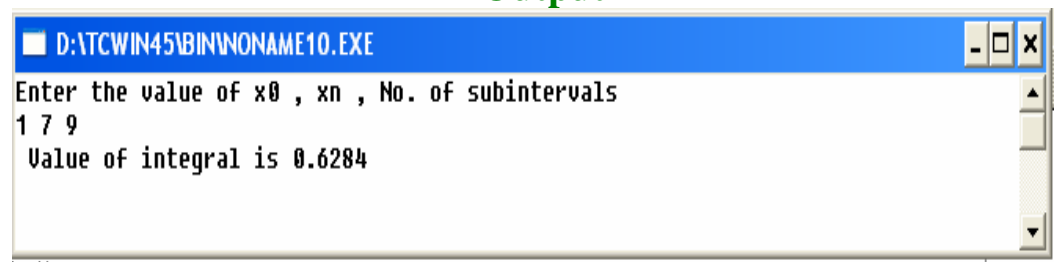 Output
D:\TCWIN45\BIN\NONAME10.EXE
Enter the value of x0 , xn , No. of subintervals
1 7 9
Value of integral is 0.6284